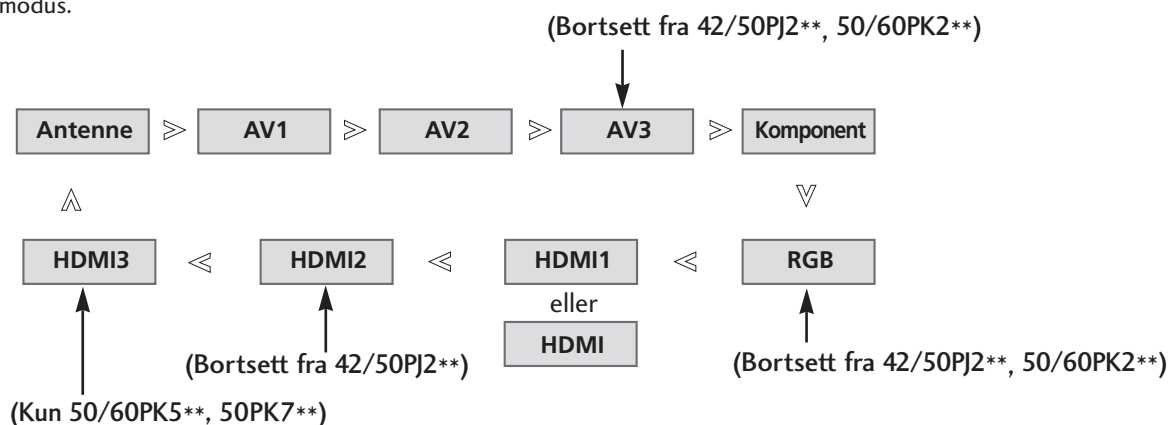 modus.
(Bortsett fra 42/50PJ2**, 50/60PK2**)
Antenne AV1 AV2 AV3 Komponent
HDMI3 HDMI2 HDMI1 RGB
eller
HDMI
(Bortsett fra 42/50PJ2**) (Bortsett fra 42/50PJ2**, 50/60PK2**)
(Kun 50/60PK5**, 50PK7**)